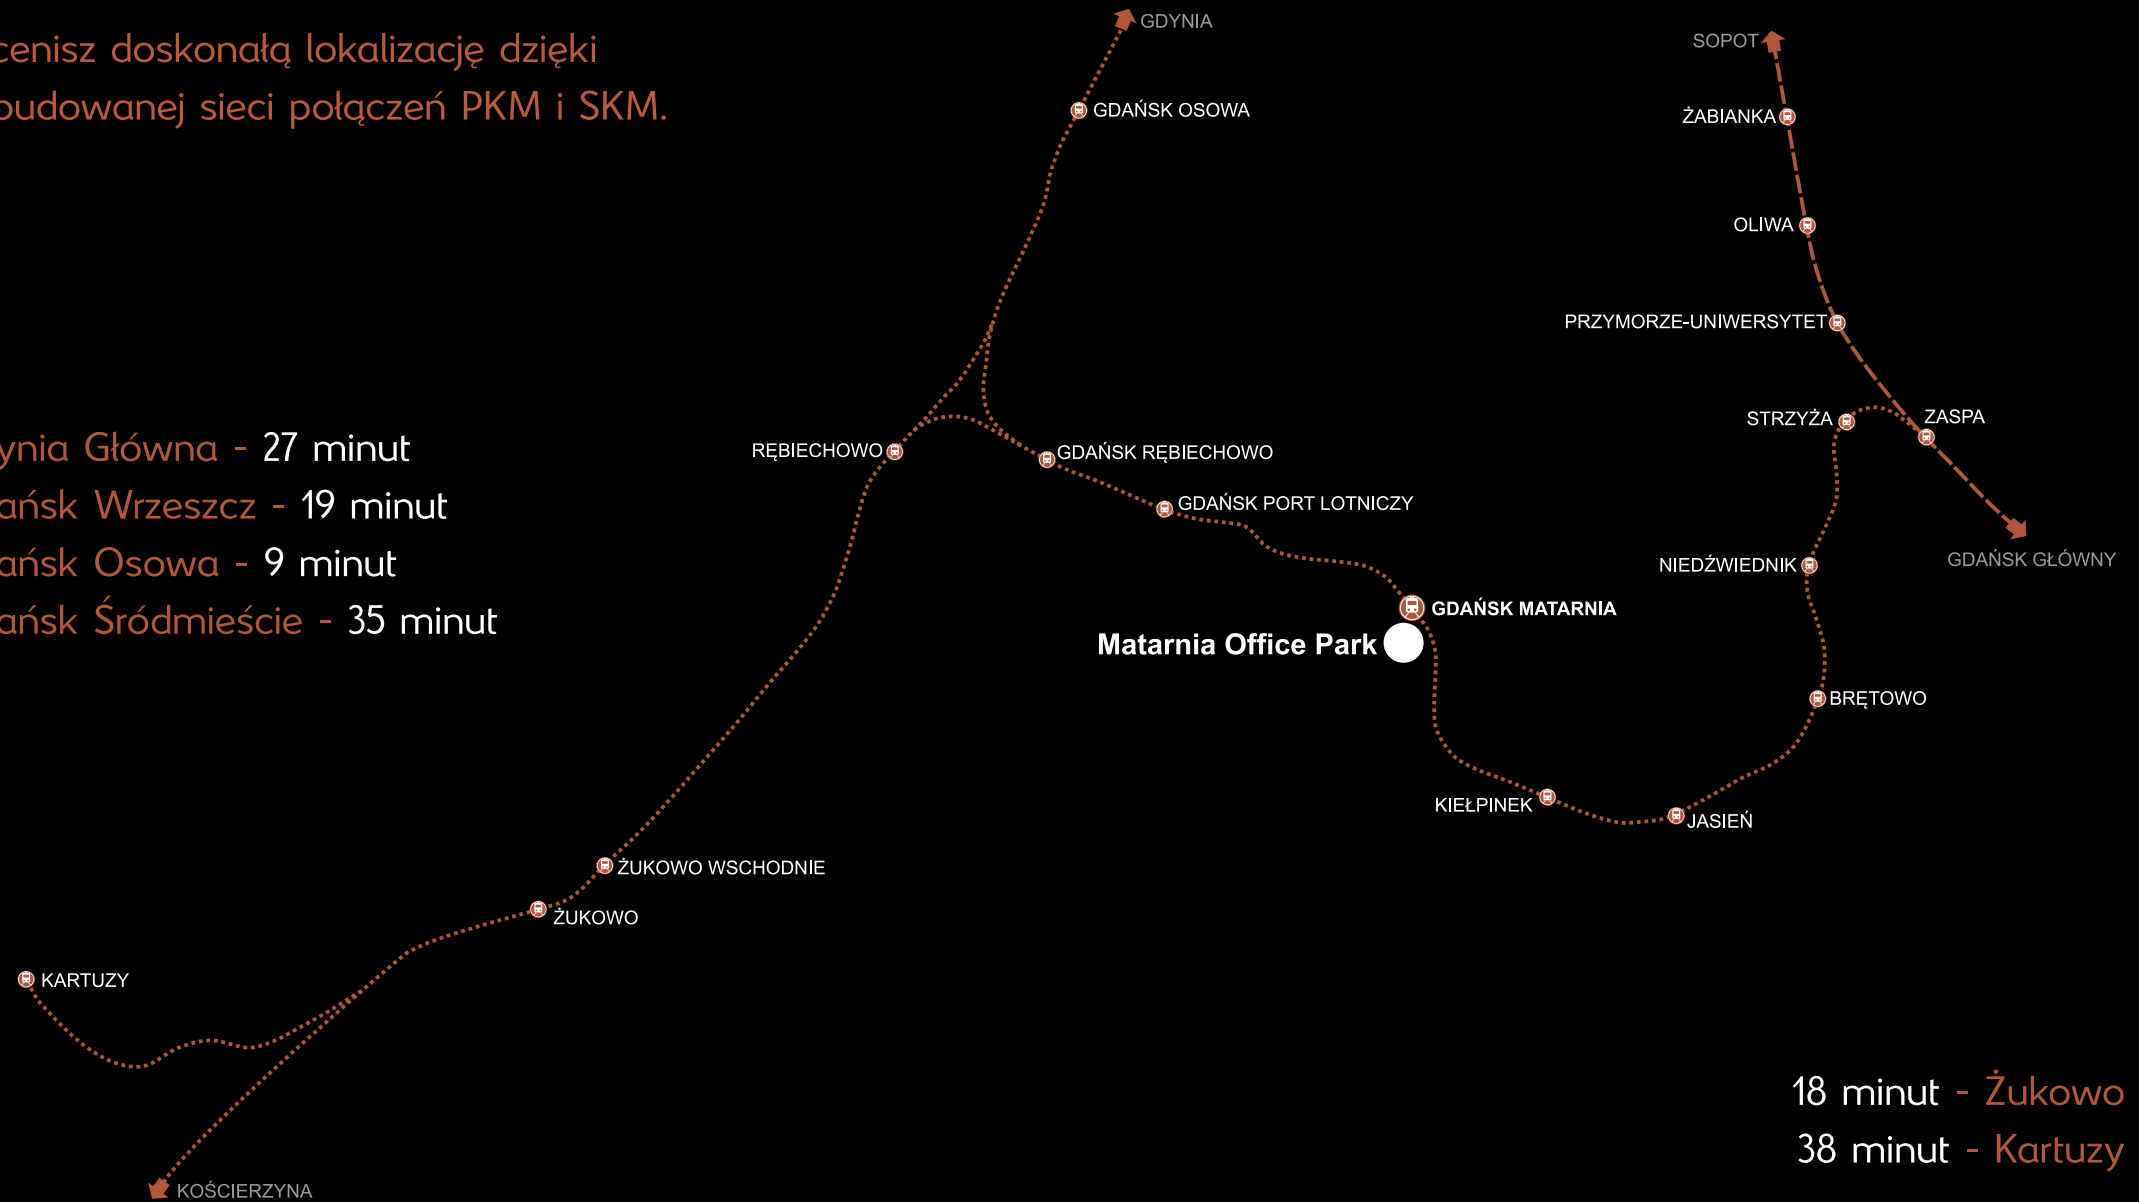 cenisz doskonałą lokalizację dzięki
budowanej sieci połączeń PKM i SKM.
GDYNIA
SOPOT
GDAŃSK OSOWA
ŻABIANKA
OLIWA
PRZYMORZE-UNIWERSYTET
STRZYŻA
ZASPA
RĘBIECHOWO
GDAŃSK RĘBIECHOWO
GDAŃSK PORT LOTNICZY
ynia Główna - 27 minut
ańsk Wrzeszcz - 19 minut
ańsk Osowa - 9 minut
ańsk Śródmieście - 35 minut
NIEDŹWIEDNIK
GDAŃSK GŁÓWNY
GDAŃSK MATARNIA
Matarnia Office Park
BRĘTOWO
KIEŁPINEK
JASIEŃ
ŻUKOWO WSCHODNIE
ŻUKOWO
KARTUZY
KOŚCIERZYNA
18 minut - Żukowo
38 minut - Kartuzy